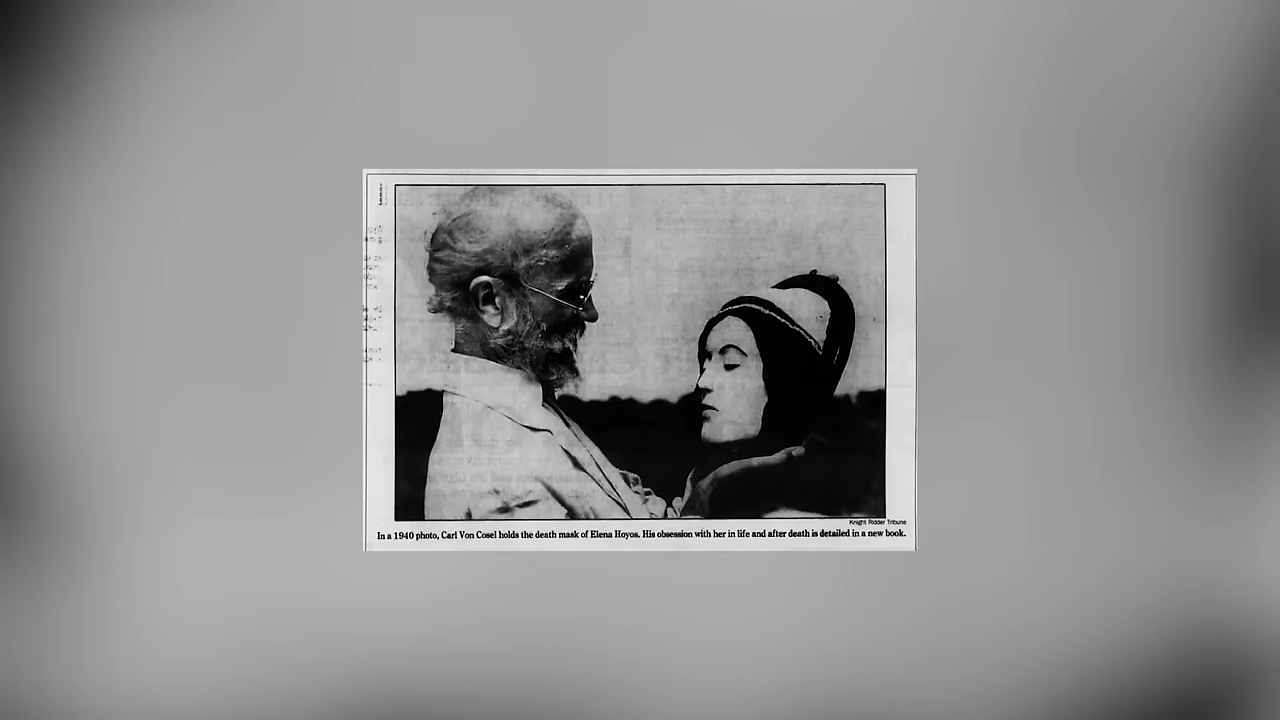 Knight Ridder Tribune
In a 1940 photo, Carl Von Cosel holds the death mask of Elena Hoyos. His obsession with her in life and after death is detailed in a new book.